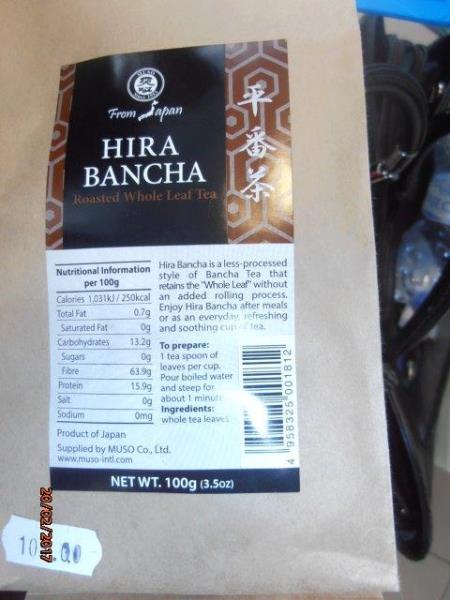 MUSO
From Japan
HIRA
BANCHA
Roasted Whole Leaf Tea
平番茶
Nutritional Information
per 100g
Calories 1,031kJ / 250kcal
Total Fat 0.7g
Saturated Fat 0g
Carbohydrates 13.2g
Sugars 0g
Fibre 63.9g
Protein 15.9g
Salt 0g
Sodium 0mg
Product of Japan
Supplied by MUSO Co., Ltd.
www.muso-intl.com
Hira Bancha is a less-processed
style of Bancha Tea that
retains the "Whole Leaf" without
an added rolling process.
Enjoy Hira Bancha after meals
or as an everyday, refreshing
and soothing cup of tea.
To prepare:
1 tea spoon of
leaves per cup.
Pour boiled water
and steep for
about 1 minute
Ingredients:
whole tea leaves
4 958325 001812
NET WT. 100g (3.5oz)
20/02/2017